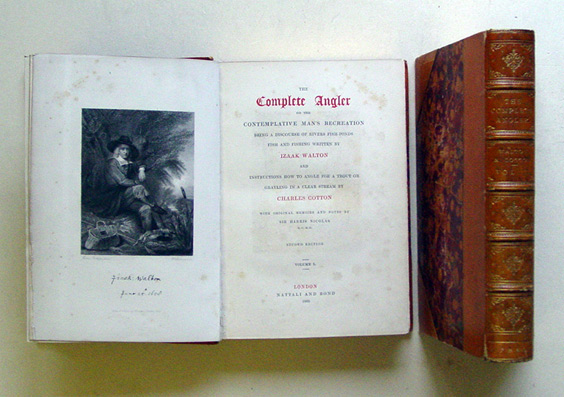 Izaak Walton
THE
Complete Angler
OR THE
CONTEMPLATIVE MAN'S RECREATION
BEING A DISCOURSE OF RIVERS FISH-PONDS
FISH AND FISHING WRITTEN BY
IZAAK WALTON
AND
INSTRUCTIONS HOW TO ANGLE FOR A TROUT OR
GRAYLING IN A CLEAR STREAM BY
CHARLES COTTON
WITH ORIGINAL MEMOIRS AND NOTES BY
SIR HARRIS NICOLAS
SECOND EDITION
VOLUME I.
LONDON
NATTALI AND BOND
THE
COMPLEAT
ANGLER